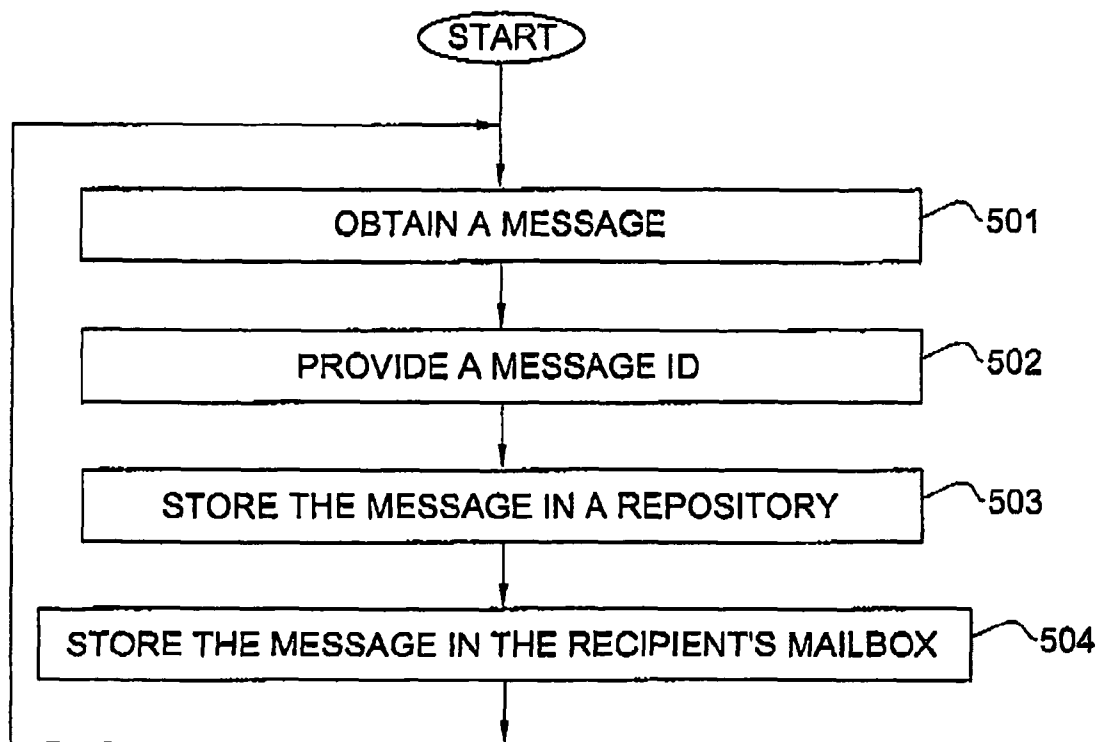 START
OBTAIN A MESSAGE
501
PROVIDE A MESSAGE ID
502
STORE THE MESSAGE IN A REPOSITORY
503
STORE THE MESSAGE IN THE RECIPIENT'S MAILBOX
504